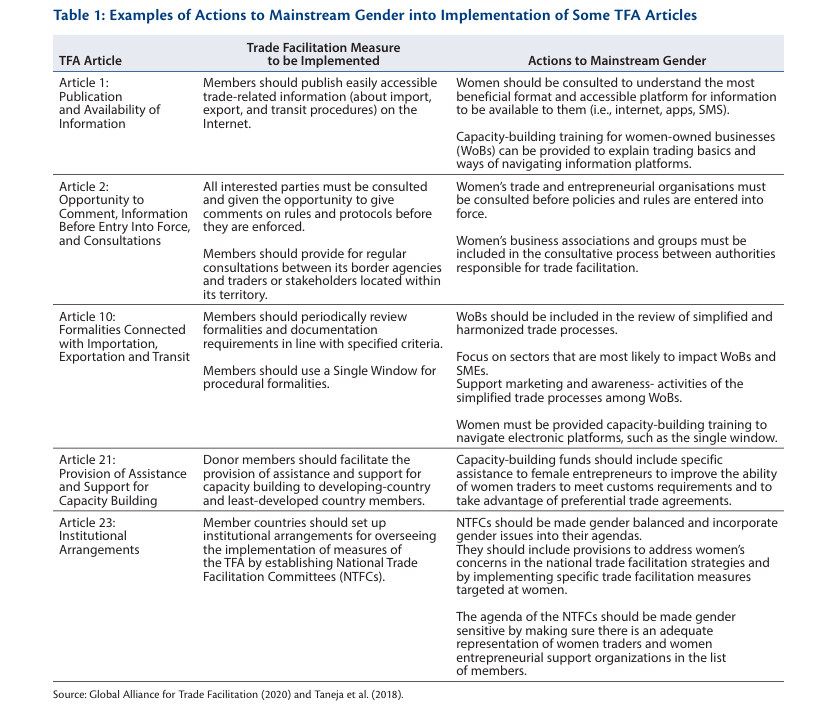 Table 1: Examples of Actions to Mainstream Gender into Implementation of Some TFA Articles
TFA Article
Trade Facilitation Measure
to be Implemented
Actions to Mainstream Gender
Article 1:
Publication
and Availability of
Information
Members should publish easily accessible
trade-related information (about import,
export, and transit procedures) on the
Internet.
Women should be consulted to understand the most
beneficial format and accessible platform for information
to be available to them (i.e., internet, apps, SMS).
Capacity-building training for women-owned businesses
(WoBs) can be provided to explain trading basics and
ways of navigating information platforms.
Article 2:
Opportunity to
Comment, Information
Before Entry Into Force,
and Consultations
All interested parties must be consulted
and given the opportunity to give
comments on rules and protocols before
they are enforced.
Members should provide for regular
consultations between its border agencies
and traders or stakeholders located within
its territory.
Women’s trade and entrepreneurial organisations must
be consulted before policies and rules are entered into
force.
Women’s business associations and groups must be
included in the consultative process between authorities
responsible for trade facilitation.
Article 10:
Formalities Connected
with Importation,
Exportation and Transit
Members should periodically review
formalities and documentation
requirements in line with specified criteria.
Members should use a Single Window for
procedural formalities.
WoBs should be included in the review of simplified and
harmonized trade processes.
Focus on sectors that are most likely to impact WoBs and
SMEs.
Support marketing and awareness- activities of the
simplified trade processes among WoBs.
Women must be provided capacity-building training to
navigate electronic platforms, such as the single window.
Article 21:
Provision of Assistance
and Support for
Capacity Building
Donor members should facilitate the
provision of assistance and support for
capacity building to developing-country
and least-developed country members.
Capacity-building funds should include specific
assistance to female entrepreneurs to improve the ability
of women traders to meet customs requirements and to
take advantage of preferential trade agreements.
Article 23:
Institutional
Arrangements
Member countries should set up
institutional arrangements for overseeing
the implementation of measures of
the TFA by establishing National Trade
Facilitation Committees (NTFCs).
NTFCs should be made gender balanced and incorporate
gender issues into their agendas.
They should include provisions to address women’s
concerns in the national trade facilitation strategies and
by implementing specific trade facilitation measures
targeted at women.
The agenda of the NTFCs should be made gender
sensitive by making sure there is an adequate
representation of women traders and women
entrepreneurial support organizations in the list
of members.
Source: Global Alliance for Trade Facilitation (2020) and Taneja et al. (2018).